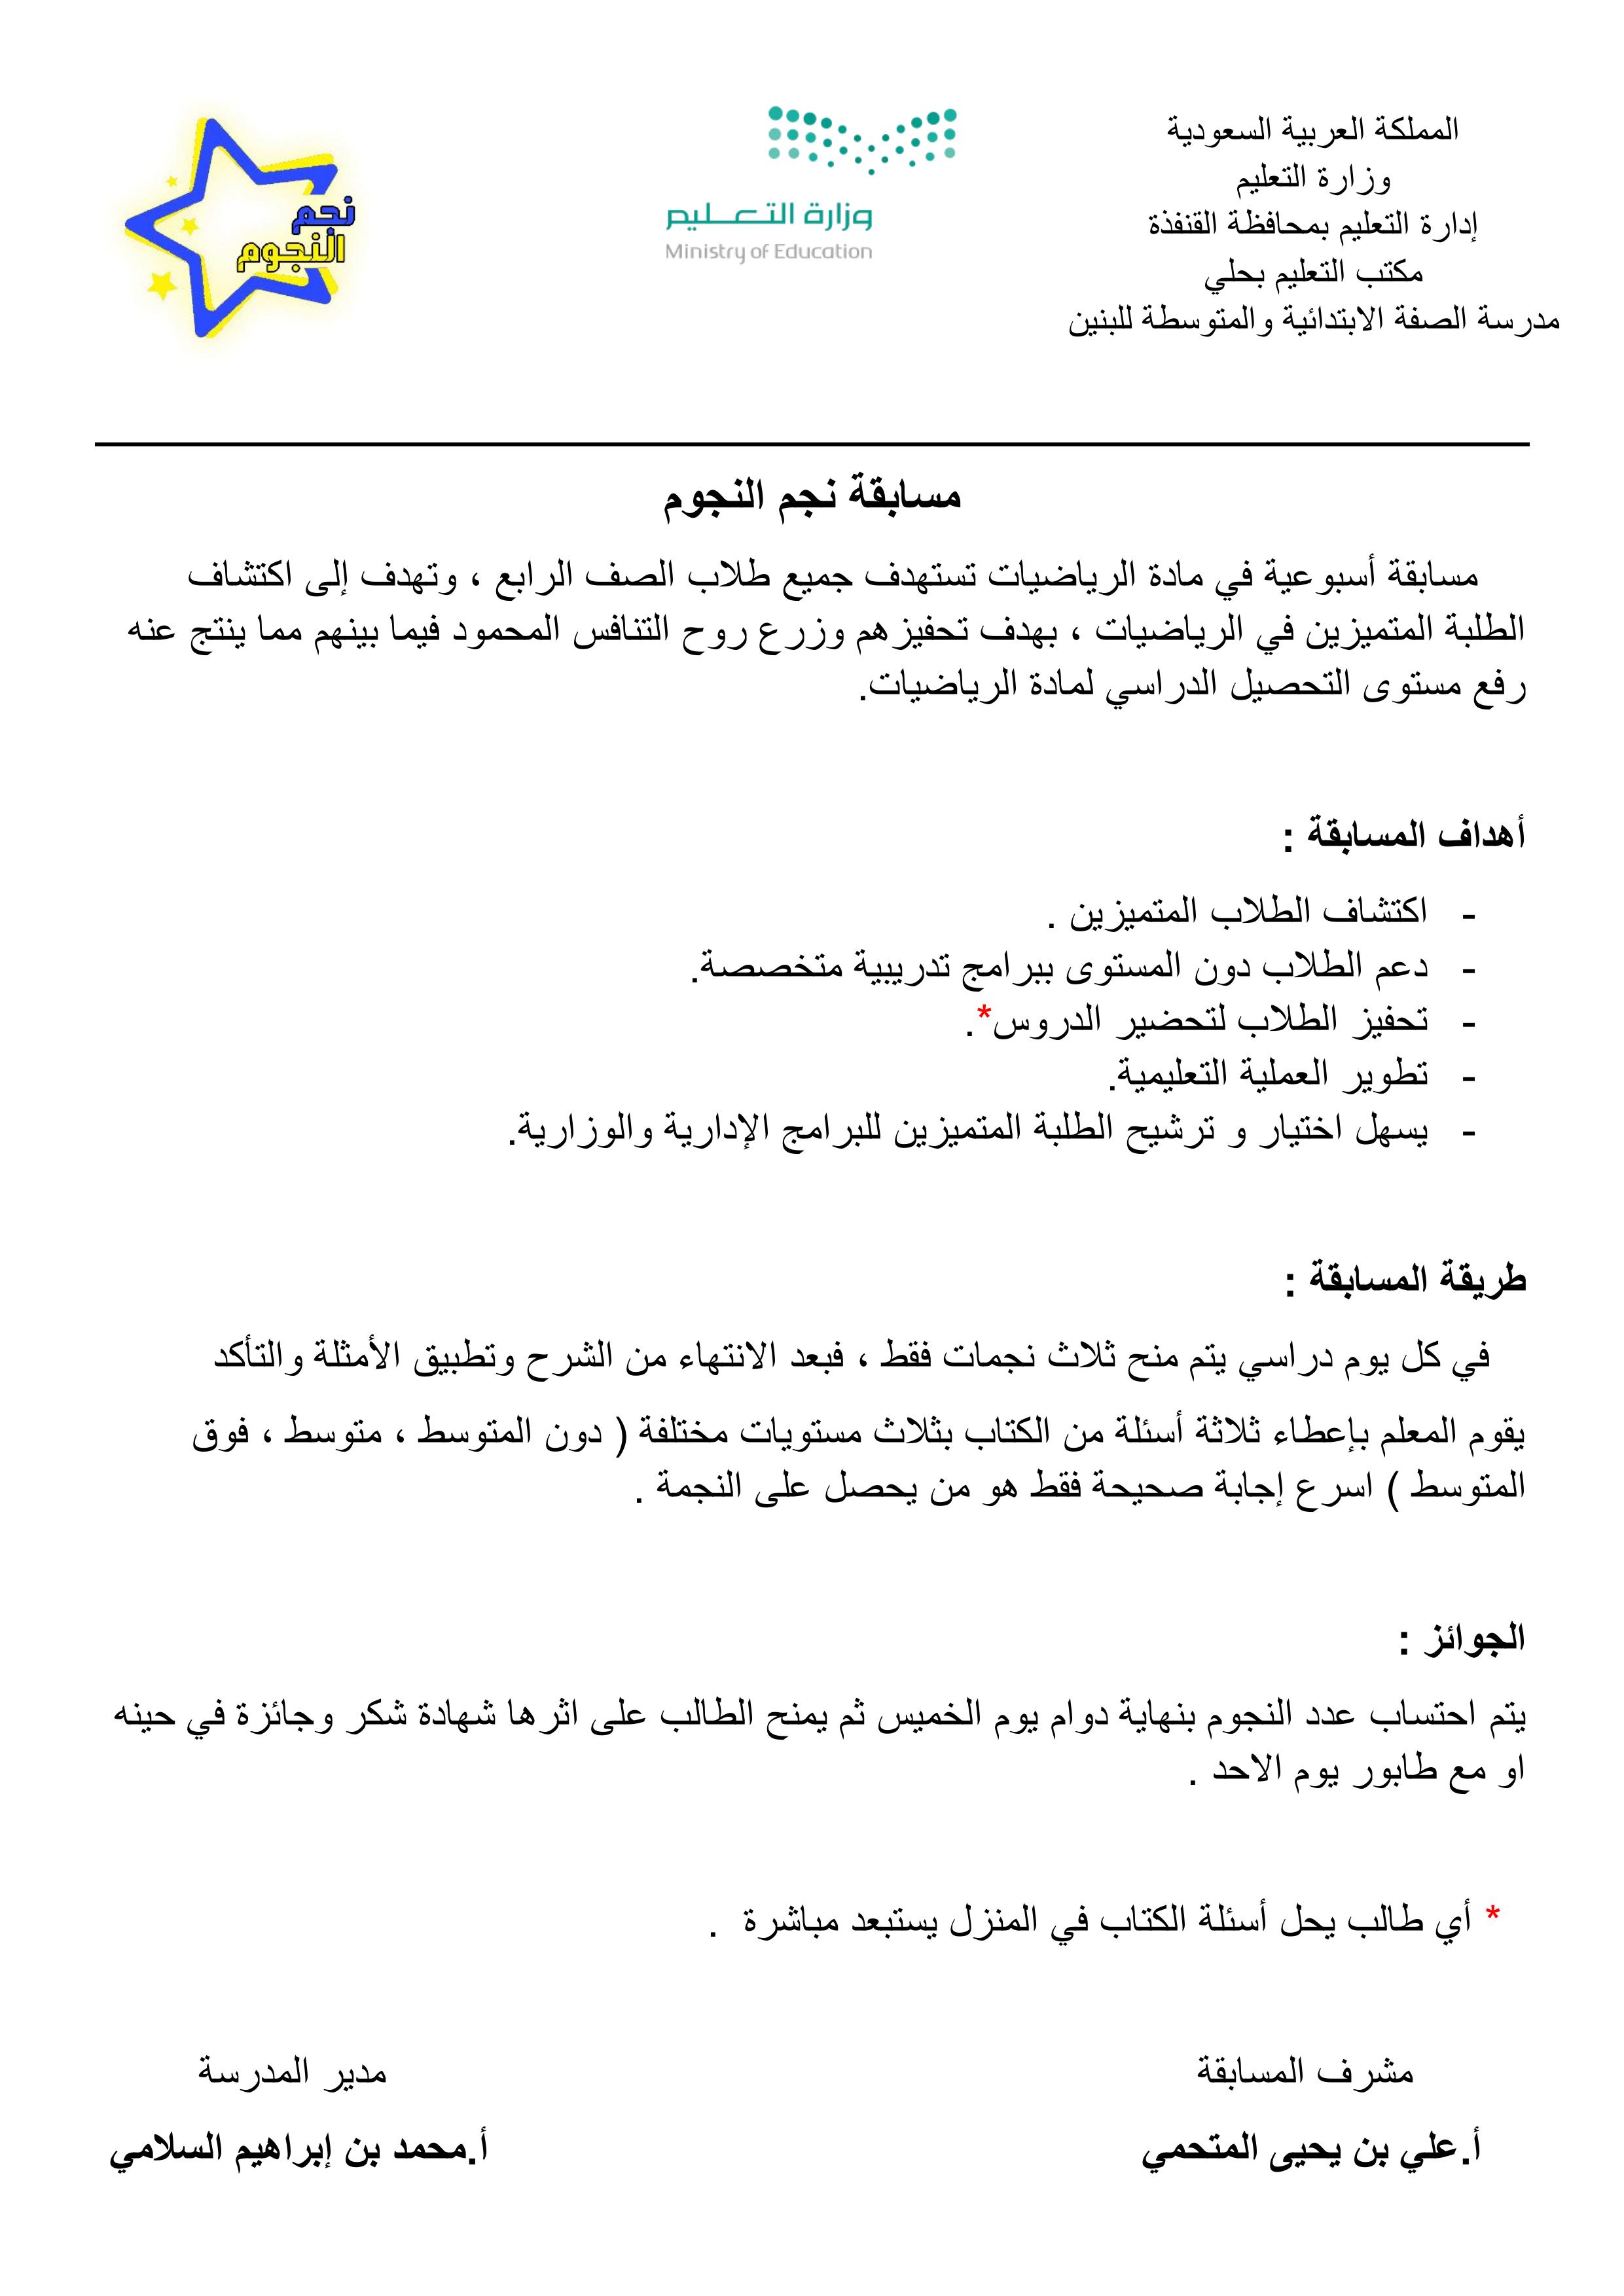 المملكة العربية السعودية
وزارة التعليم
إدارة التعليم بمحافظة القنفذة
مكتب التعليم بحلي
مدرسة الصفة الابتدائية والمتوسطة للبنين
وزارة التعليم
Ministry of Education
نجم
النجوم
مسابقة نجم النجوم
مسابقة أسبوعية في مادة الرياضيات تستهدف جميع طلاب الصف الرابع ، وتهدف إلى اكتشاف
الطلبة المتميزين في الرياضيات ، بهدف تحفيزهم وزرع روح التنافس المحمود فيما بينهم مما ينتج عنه
رفع مستوى التحصيل الدراسي لمادة الرياضيات.
أهداف المسابقة :
- اكتشاف الطلاب المتميزين .
- دعم الطلاب دون المستوى ببرامج تدريبية متخصصة.
- تحفيز الطلاب لتحضير الدروس*.
- تطوير العملية التعليمية.
- يسهل اختيار و ترشيح الطلبة المتميزين للبرامج الإدارية والوزارية.
طريقة المسابقة :
في كل يوم دراسي يتم منح ثلاث نجمات فقط ، فبعد الانتهاء من الشرح وتطبيق الأمثلة والتأكد
يقوم المعلم بإعطاء ثلاثة أسئلة من الكتاب بثلاث مستويات مختلفة ( دون المتوسط ، متوسط ، فوق
المتوسط ) اسرع إجابة صحيحة فقط هو من يحصل على النجمة .
الجوائز :
يتم احتساب عدد النجوم بنهاية دوام يوم الخميس ثم يمنح الطالب على اثرها شهادة شكر وجائزة في حينه
او مع طابور يوم الاحد .
* أي طالب يحل أسئلة الكتاب في المنزل يستبعد مباشرة .
مشرف المسابقة
أ.علي بن يحيى المتحمي
مدير المدرسة
أ.محمد بن إبراهيم السلامي